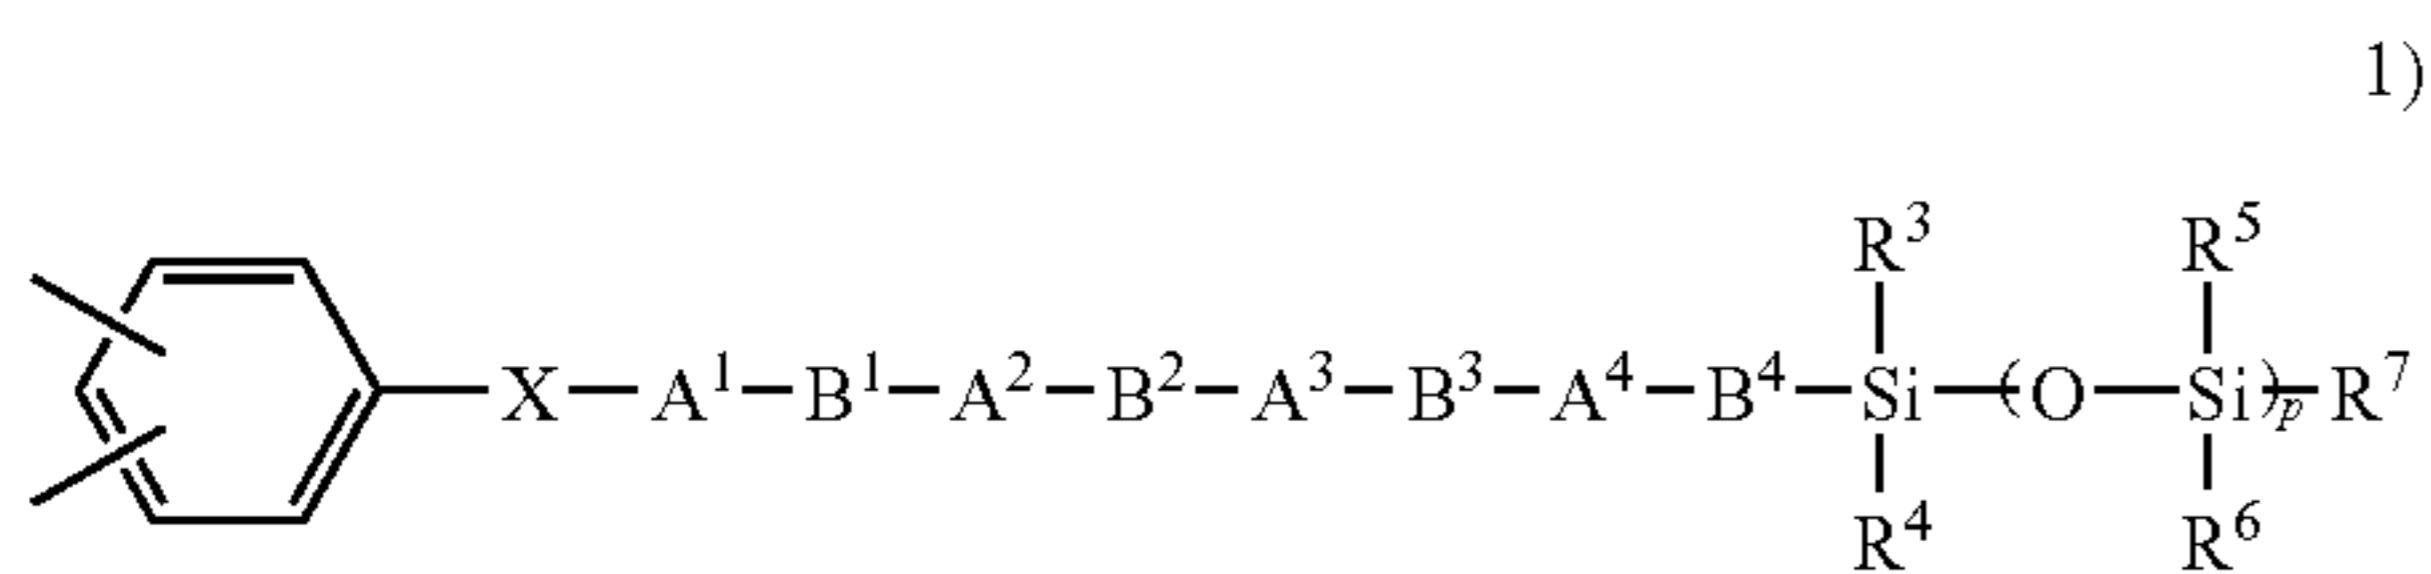 1)
R³ R⁵
X—A¹—B¹—A²—B²—A³—B³—A⁴—B⁴—Si—(O—Si)ₚ—R⁷
R⁴ R⁶